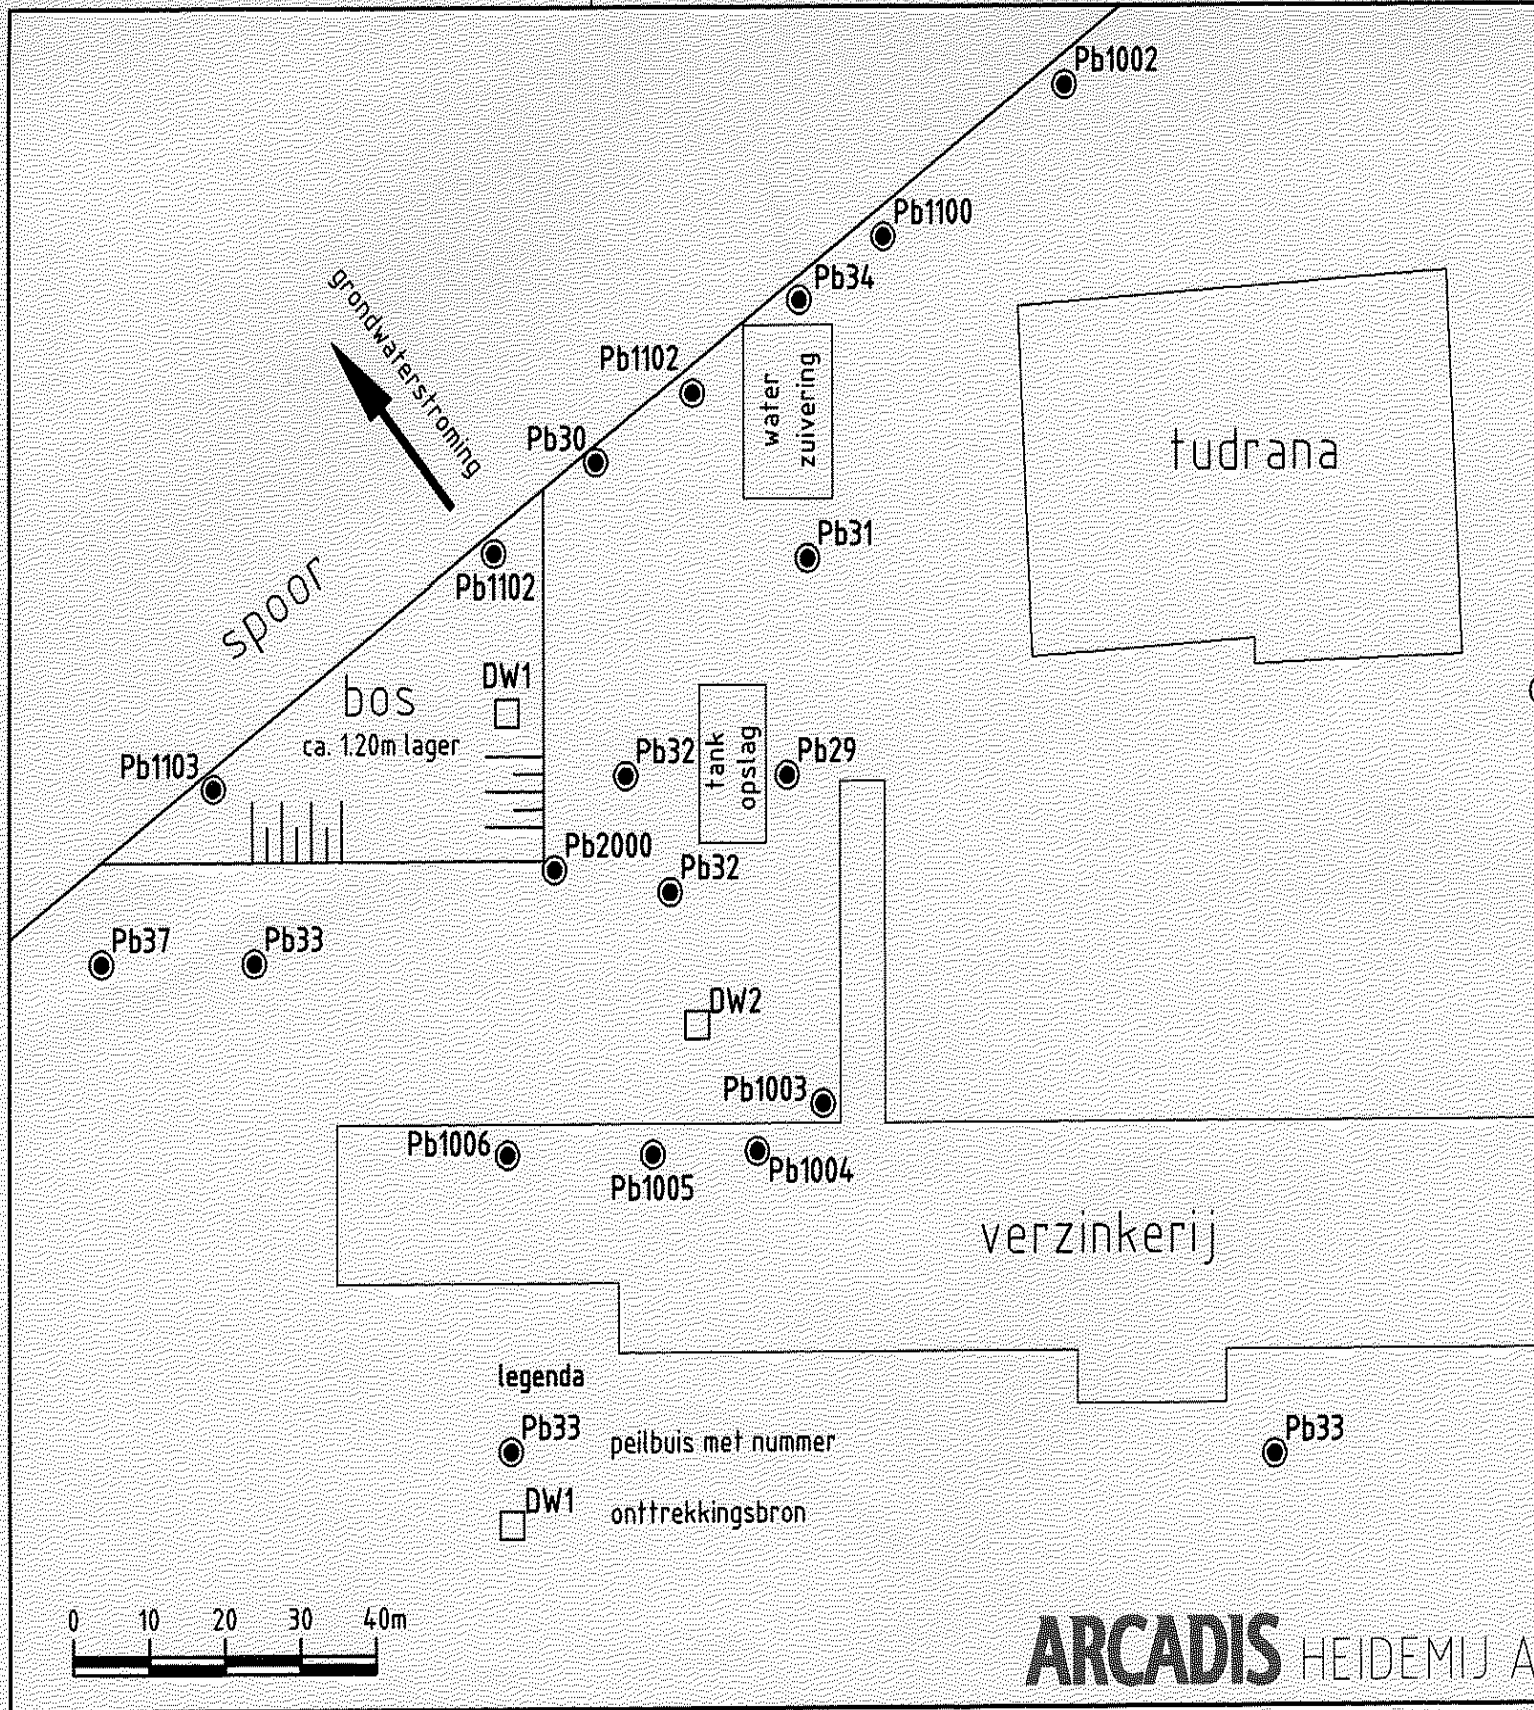 Pb1002
Pb1100
Pb34
grondwaterstroming
Pb1102
water
zuivering
Pb30
tudrana
Pb31
Pb1102
spoor
DW1
bos
ca. 1.20m lager
Pb32
tank
opslag
Pb29
Pb1103
Pb2000
Pb32
Pb37
Pb33
DW2
Pb1003
Pb1006
Pb1005
Pb1004
verzinkerij
legenda
Pb33
peilbuis met nummer
Pb33
DW1
onttrekkingsbron
0 10 20 30 40m
ARCADIS HEIDEMIJ A